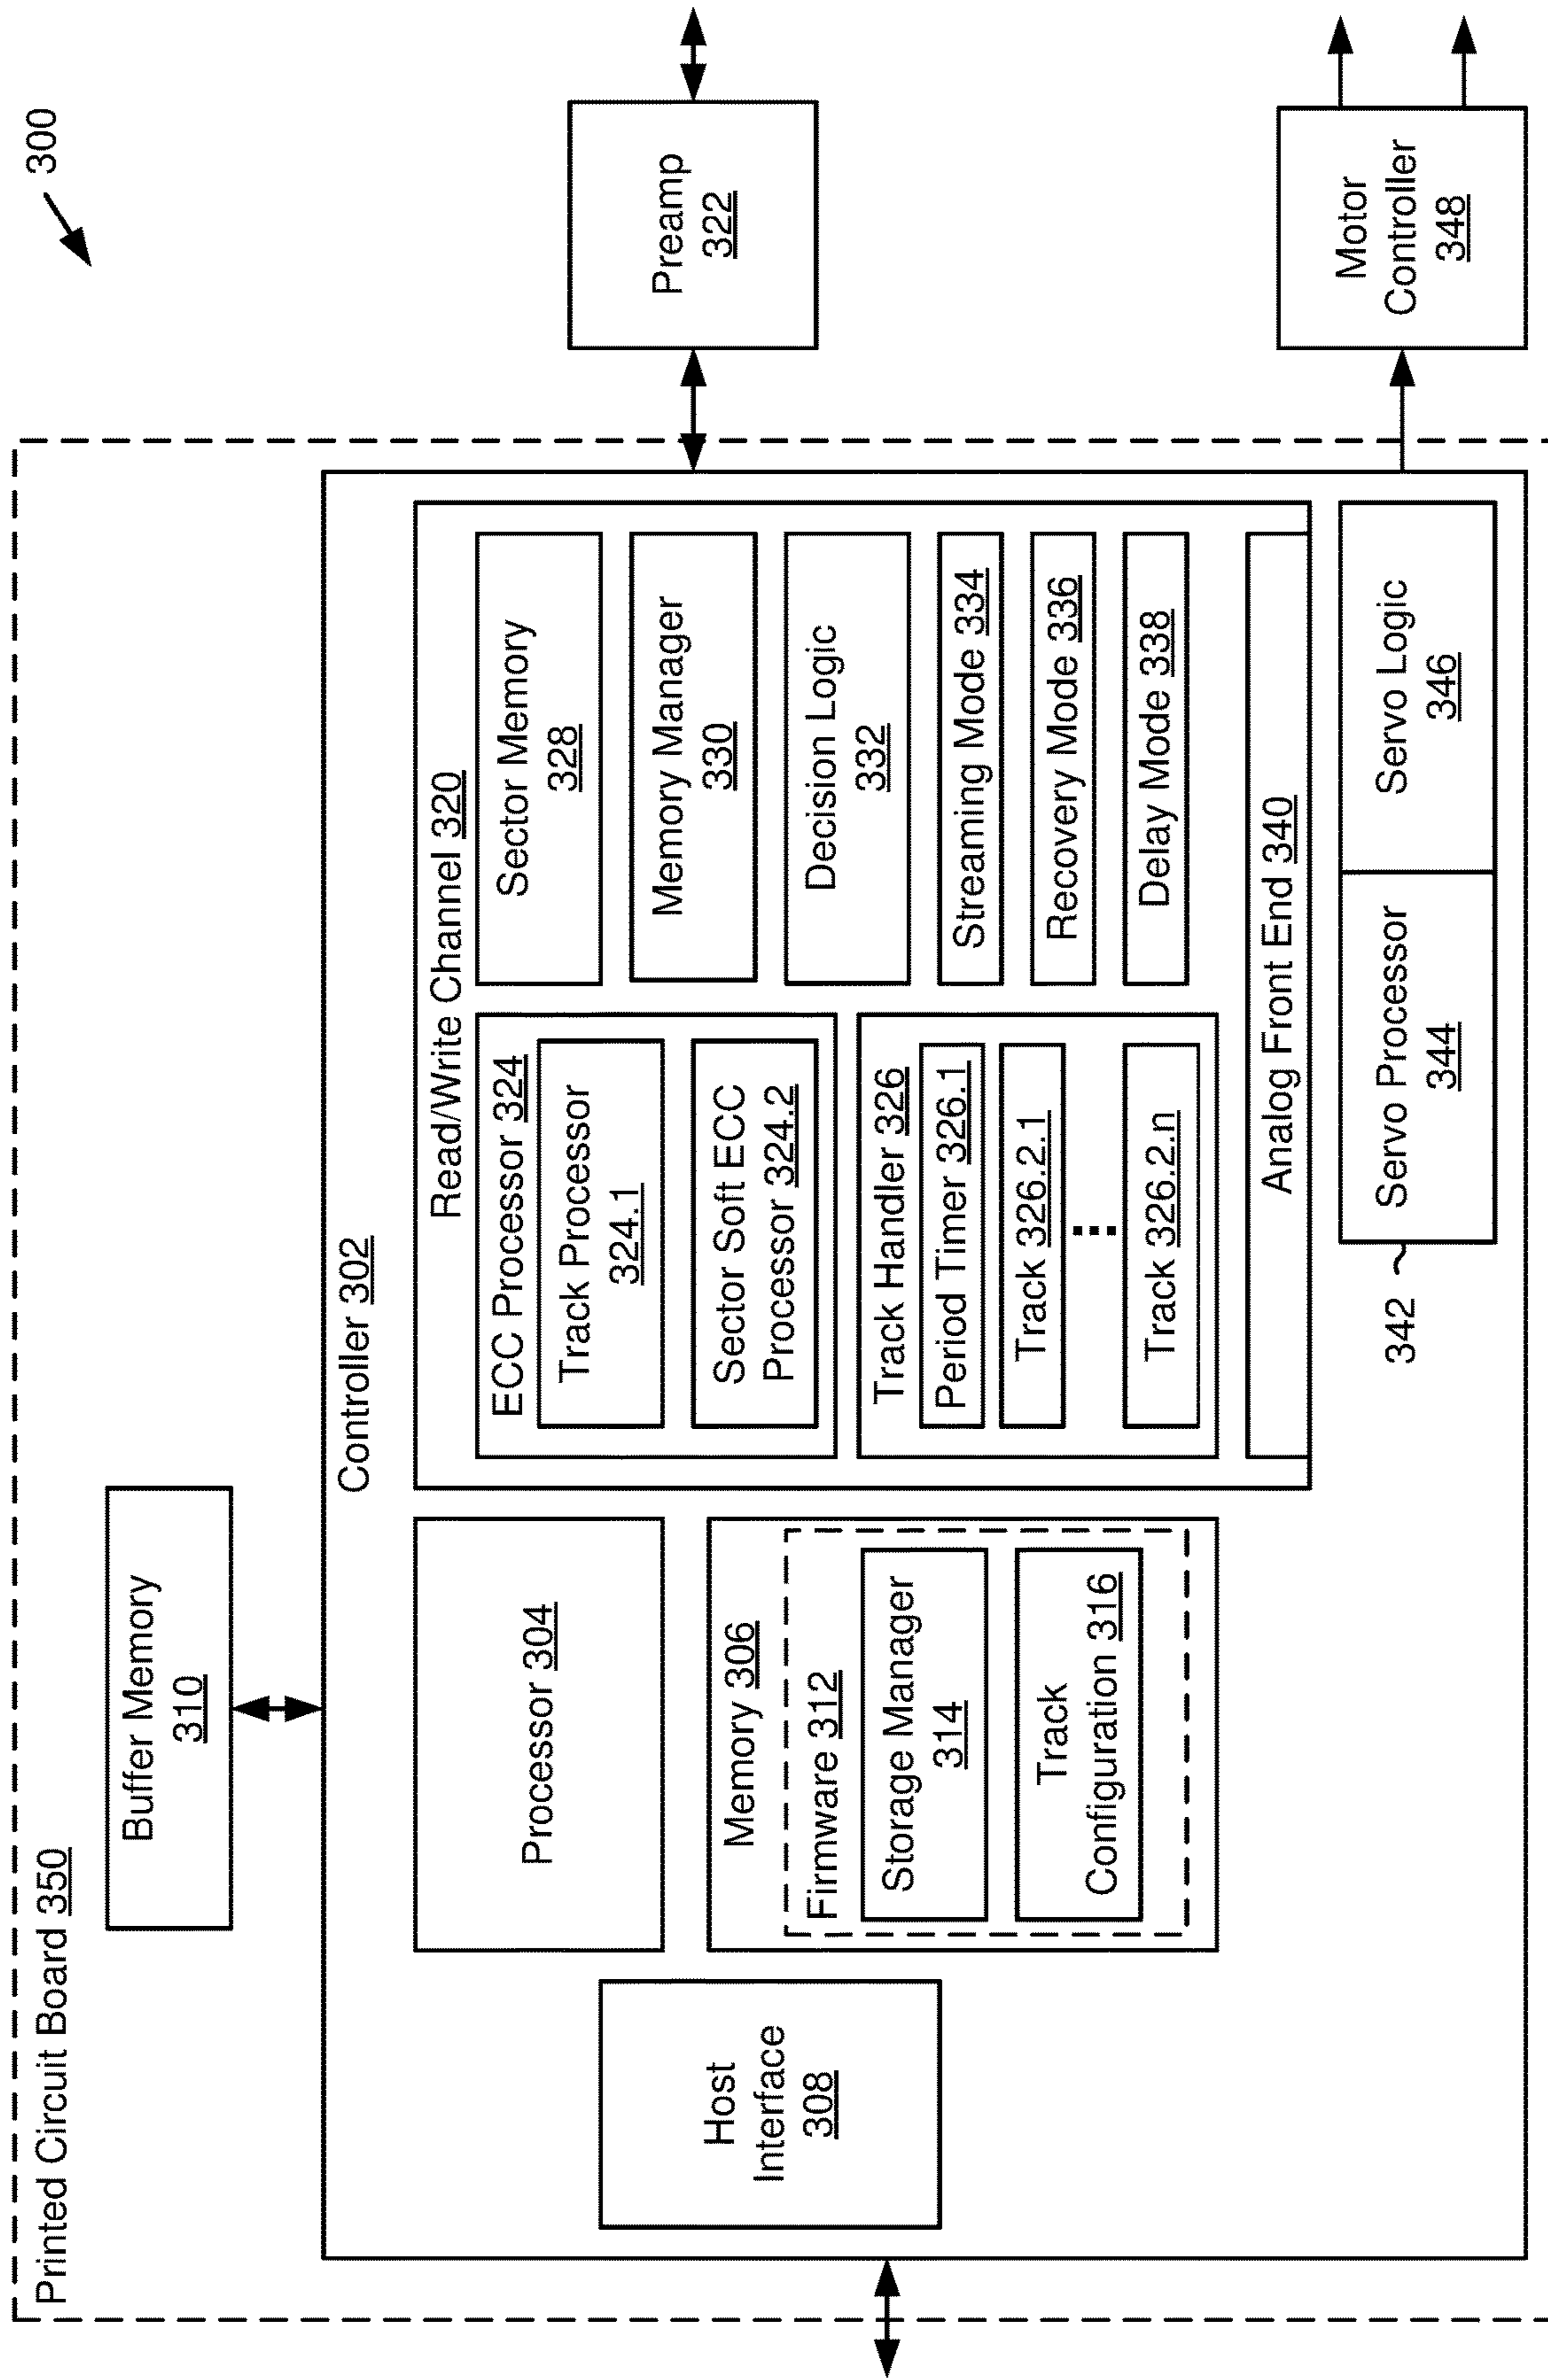 300
Printed Circuit Board 350
Buffer Memory
310
Controller 302
Host
Interface
308
Processor 304
Memory 306
Firmware 312
Storage Manager
314
Track
Configuration 316
Read/Write Channel 320
ECC Processor 324
Track Processor
324.1
Sector Soft ECC
Processor 324.2
Track Handler 326
Period Timer 326.1
Track 326.2.1
Track 326.2.n
Sector Memory
328
Memory Manager
330
Decision Logic
332
Streaming Mode 334
Recovery Mode 336
Delay Mode 338
Analog Front End 340
342
Servo Processor
344
Servo Logic
346
Preamp
322
Motor
Controller
348